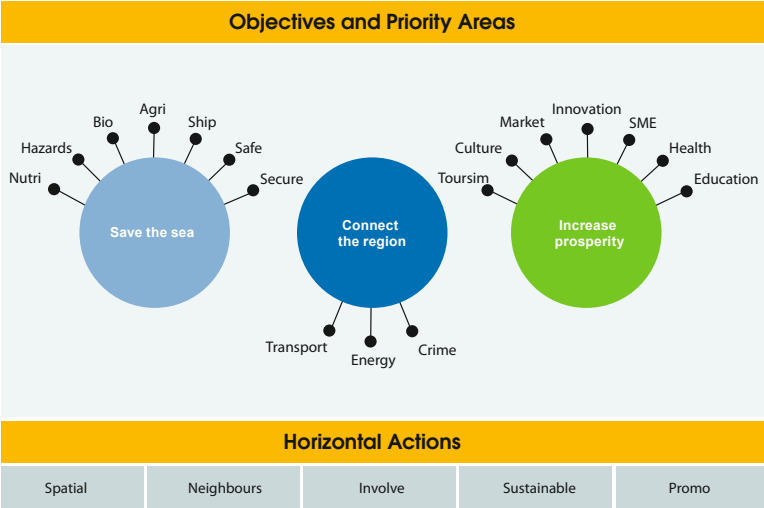 Objectives and Priority Areas
Nutri
Hazards
Bio
Agri
Ship
Safe
Secure
Save the sea
Connect
the region
Transport
Energy
Crime
Toursim
Culture
Market
Innovation
SME
Health
Education
Increase
prosperity
Horizontal Actions
Spatial
Neighbours
Involve
Sustainable
Promo